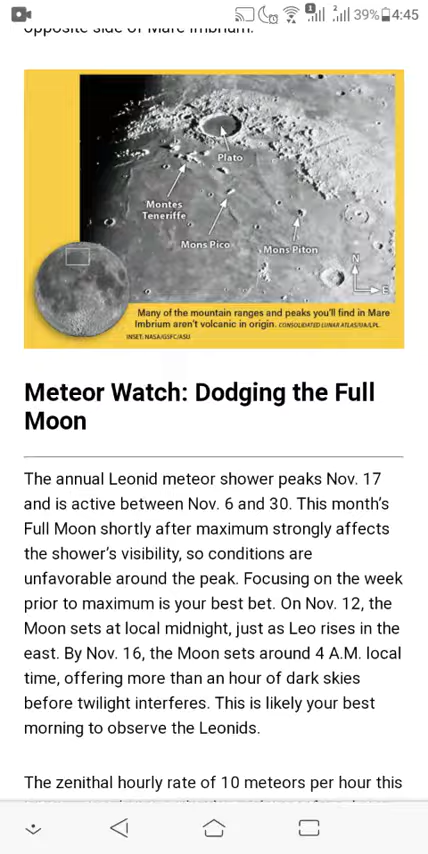 39% 4:45
opposite side of Mare Imbrium.
Plato
Montes
Teneriffe
Mons Pico
Mons Piton
N
E
Many of the mountain ranges and peaks you'll find in Mare
Imbrium aren't volcanic in origin. CONSOLIDATED LUNAR ATLAS/UA/LPL.
INSET: NASA/GSFC/ASU
Meteor Watch: Dodging the Full
Moon
The annual Leonid meteor shower peaks Nov. 17
and is active between Nov. 6 and 30. This month's
Full Moon shortly after maximum strongly affects
the shower's visibility, so conditions are
unfavorable around the peak. Focusing on the week
prior to maximum is your best bet. On Nov. 12, the
Moon sets at local midnight, just as Leo rises in the
east. By Nov. 16, the Moon sets around 4 A.M. local
time, offering more than an hour of dark skies
before twilight interferes. This is likely your best
morning to observe the Leonids.
The zenithal hourly rate of 10 meteors per hour this